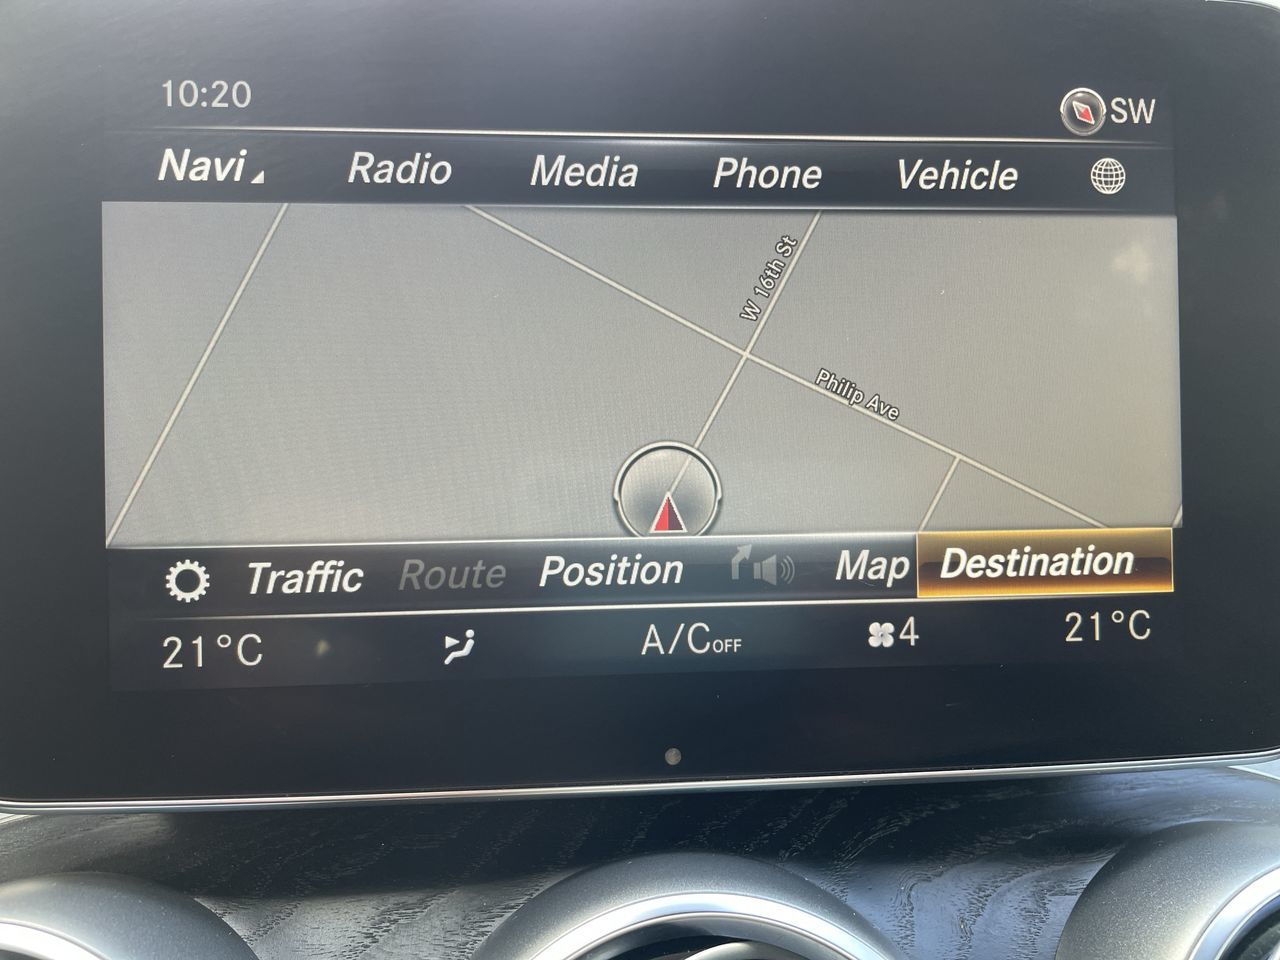 10:20
SW
Navi Radio Media Phone Vehicle
W 16th St
Philip Ave
Traffic Route Position Map Destination
21°C A/C OFF 4 21°C